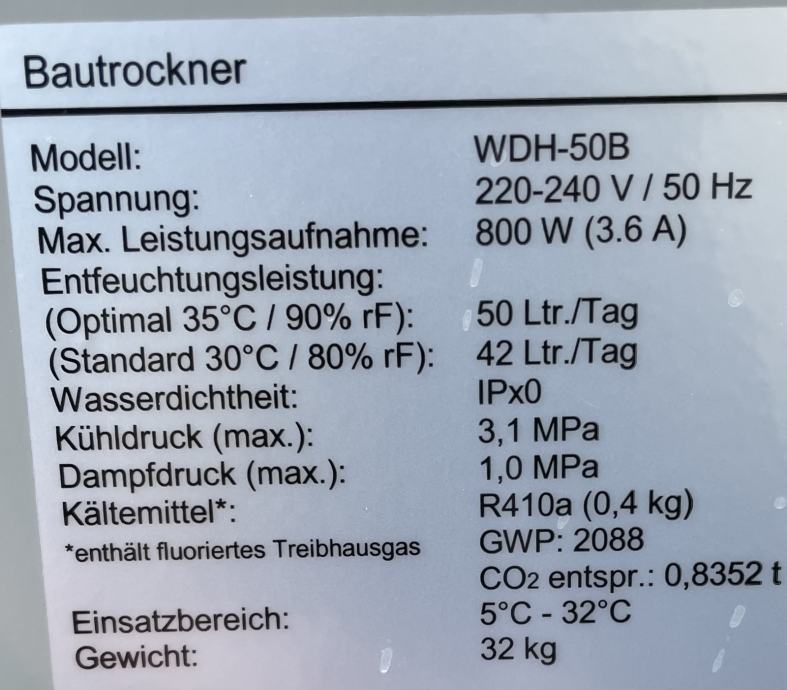 Bautrockner
Modell: WDH-50B
Spannung: 220-240 V / 50 Hz
Max. Leistungsaufnahme: 800 W (3.6 A)
Entfeuchtungsleistung:
(Optimal 35°C / 90% rF): 50 Ltr./Tag
(Standard 30°C / 80% rF): 42 Ltr./Tag
Wasserdichtheit: IPx0
Kühldruck (max.): 3,1 MPa
Dampfdruck (max.): 1,0 MPa
Kältemittel*: R410a (0,4 kg)
*enthält fluoriertes Treibhausgas GWP: 2088
CO2 entspr.: 0,8352 t
Einsatzbereich: 5°C - 32°C
Gewicht: 32 kg